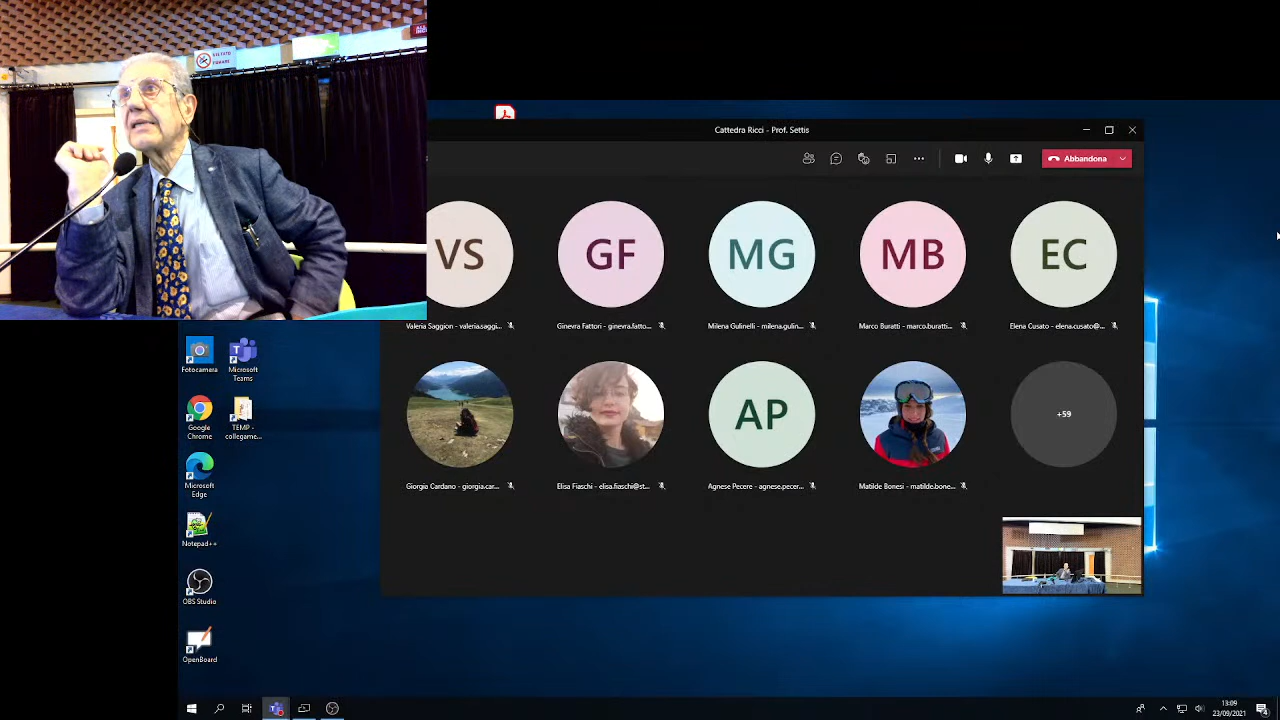 VIETATO
FUMARE
Cattedra Ricci - Prof. Settis
Abbandona
VS
GF
MG
MB
EC
Valeria Saggion - valeria.saggi...
Ginevra Fattori - ginevra.fatto...
Milena Gulinelli - milena.gulin...
Marco Buratti - marco.buratti...
Elena Cusato - elena.cusato@...
AP
+59
Giorgia Cardano - giorgia.car...
Elisa Fiaschi - elisa.fiaschi@st...
Agnese Pecere - agnese.pecer...
Matilde Bonesi - matilde.bone...
Fotocamera
Microsoft
Teams
Google
Chrome
TEMP -
collegame...
Microsoft
Edge
Notepad++
OBS Studio
OpenBoard
13:09
23/09/2021
4